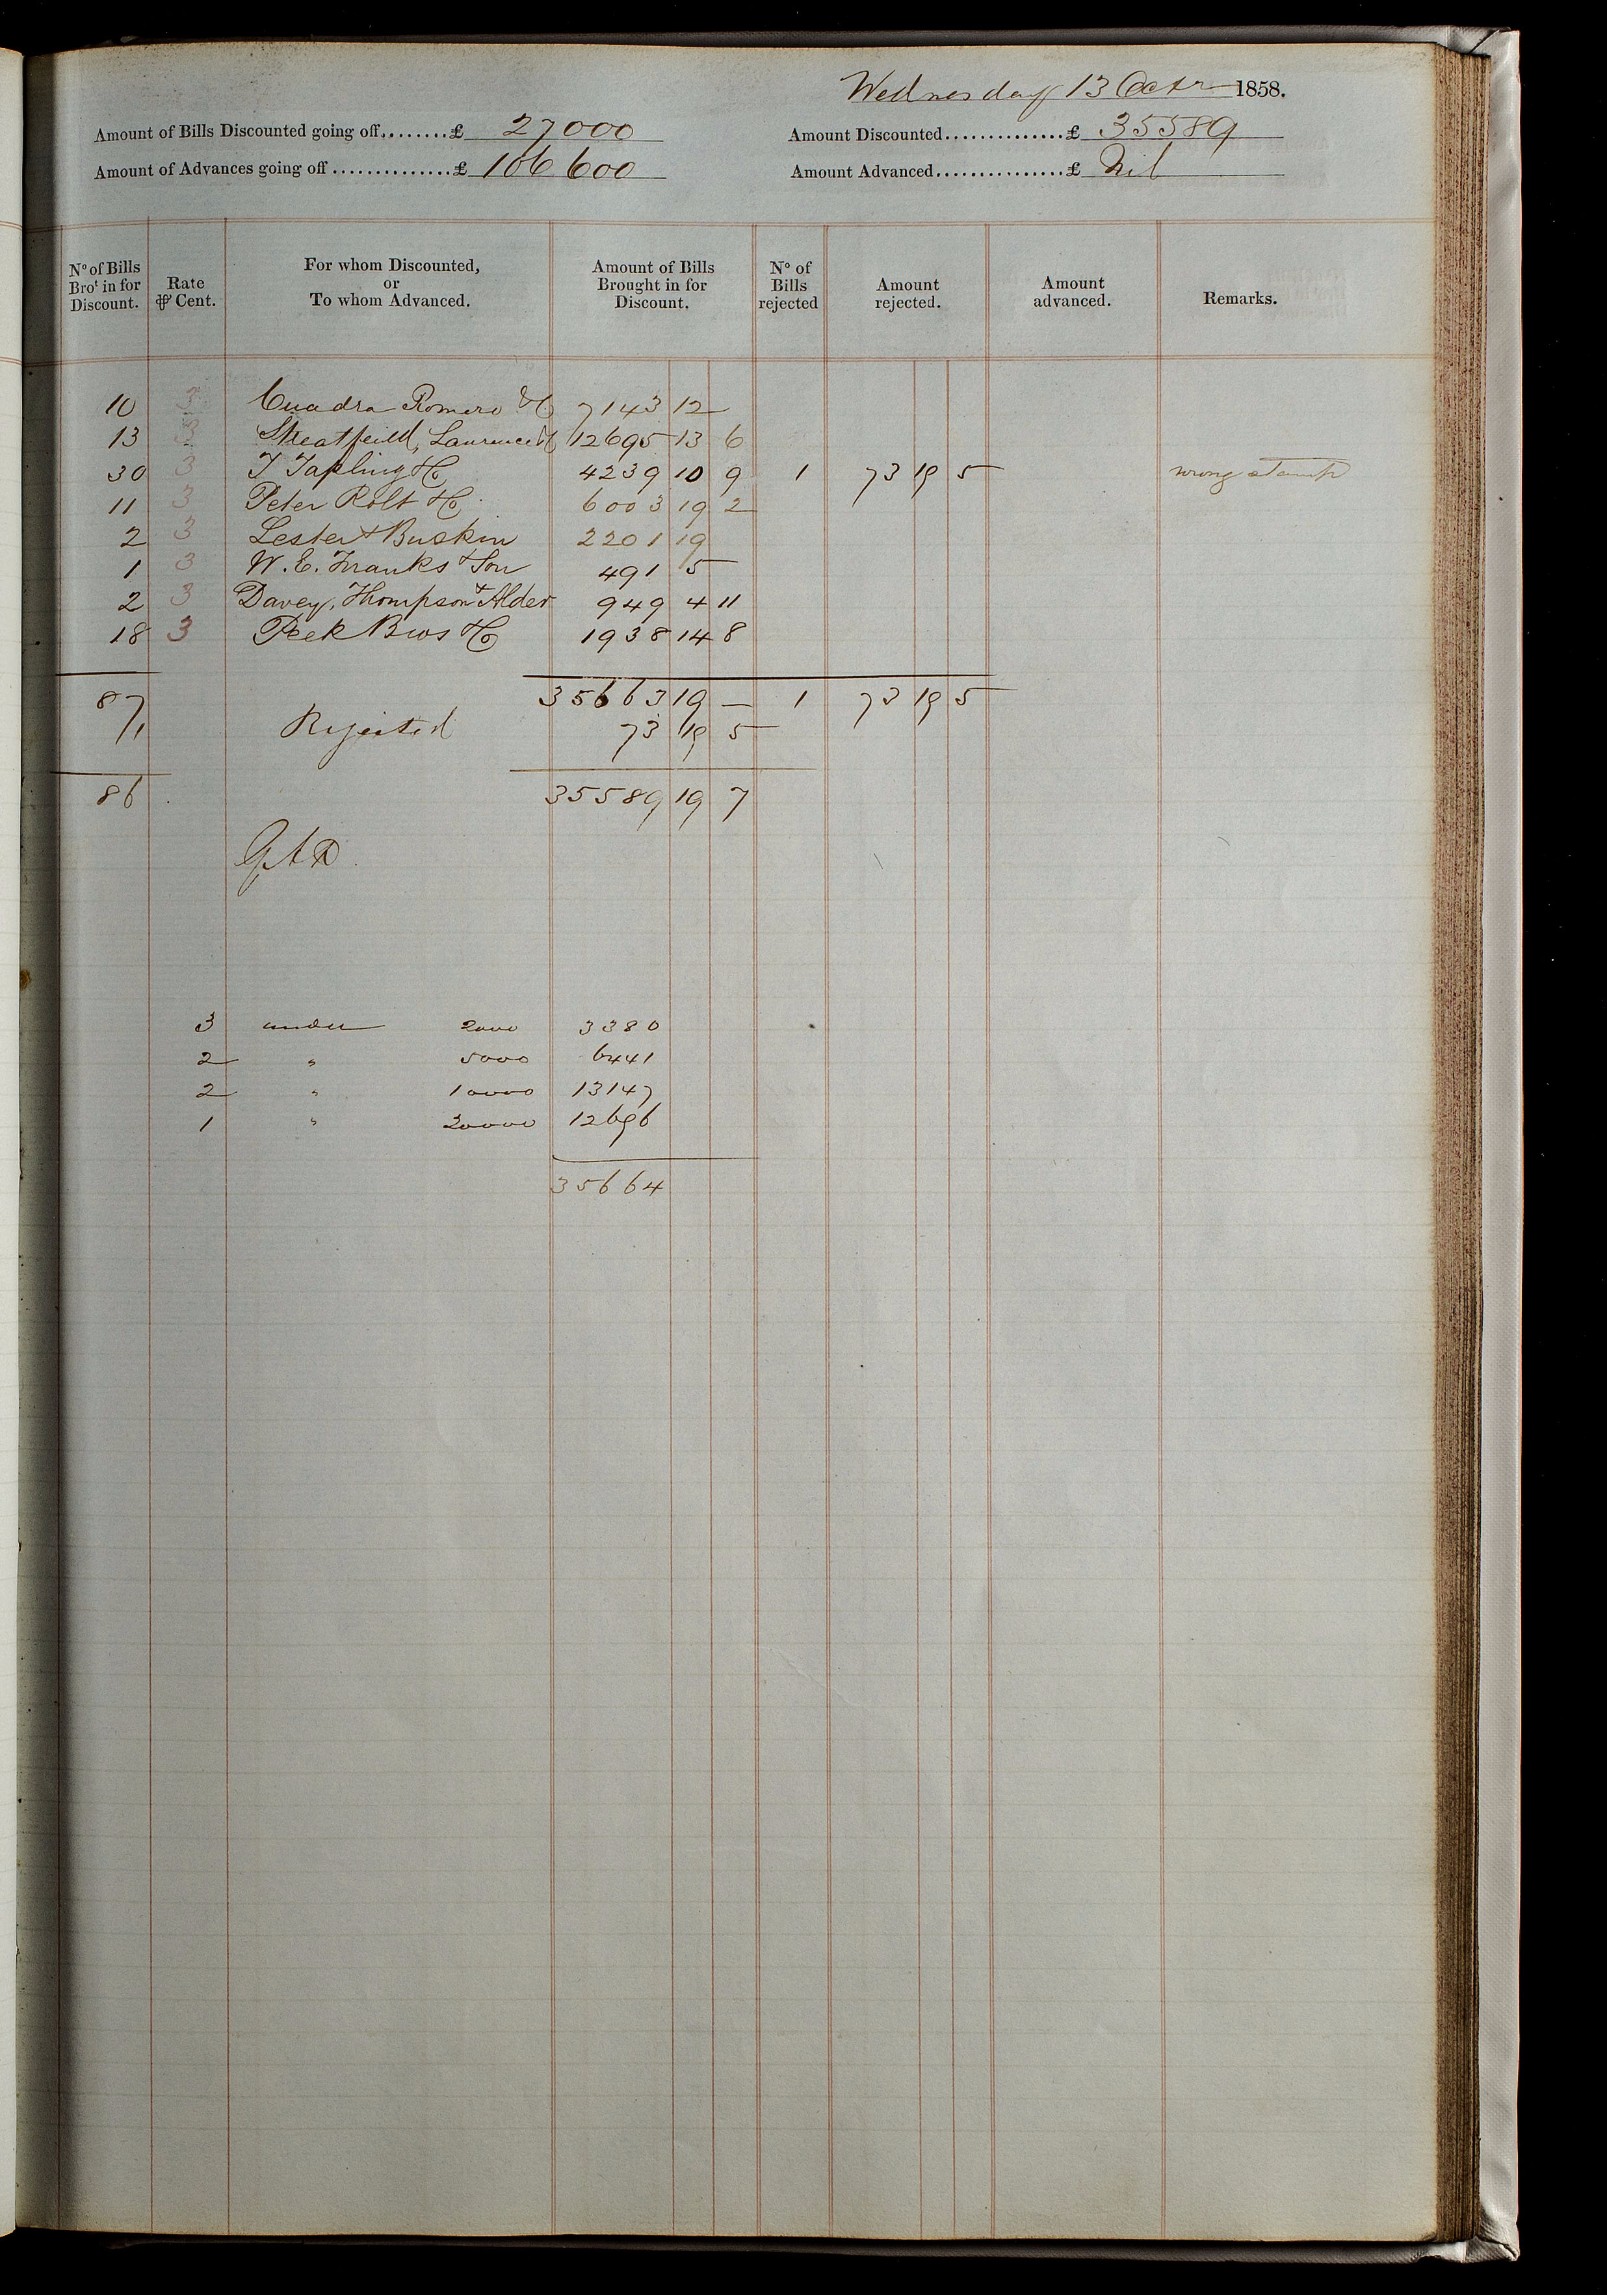 Wednesday 13 Octr 1858.
Amount of Bills Discounted going off........£ 27000 Amount Discounted..............£ 35589
Amount of Advances going off ..............£ 106600 Amount Advanced...............£ Nil
No of Bills Brot in for Discount. Rate ⅌ Cent. For whom Discounted, or To whom Advanced. Amount of Bills Brought in for Discount. No of Bills rejected Amount rejected. Amount advanced. Remarks.
10 3 Cuadra Romero & Co 7143 12
13 3 Streatfeild, Laurence & 12695 13 6
30 3 T Tapling & Co 4239 10 9 1 73 19 5 wrong stamp
11 3 Peter Rolt & Co 6003 19 2
2 3 Lester & Buskin 2201 19
1 3 W. E. Franks & Son 491 5 —
2 3 Davey, Thompson & Alder 949 4 11
18 3 Peek Bros & Co 1938 14 8
87 35663 19 — 1 73 19 5
1 Rejected 73 19 5
86 35589 19 7
3 under 2000 3380
2 " 5000 6441
2 " 10000 13147
1 " 20000 12696
35664